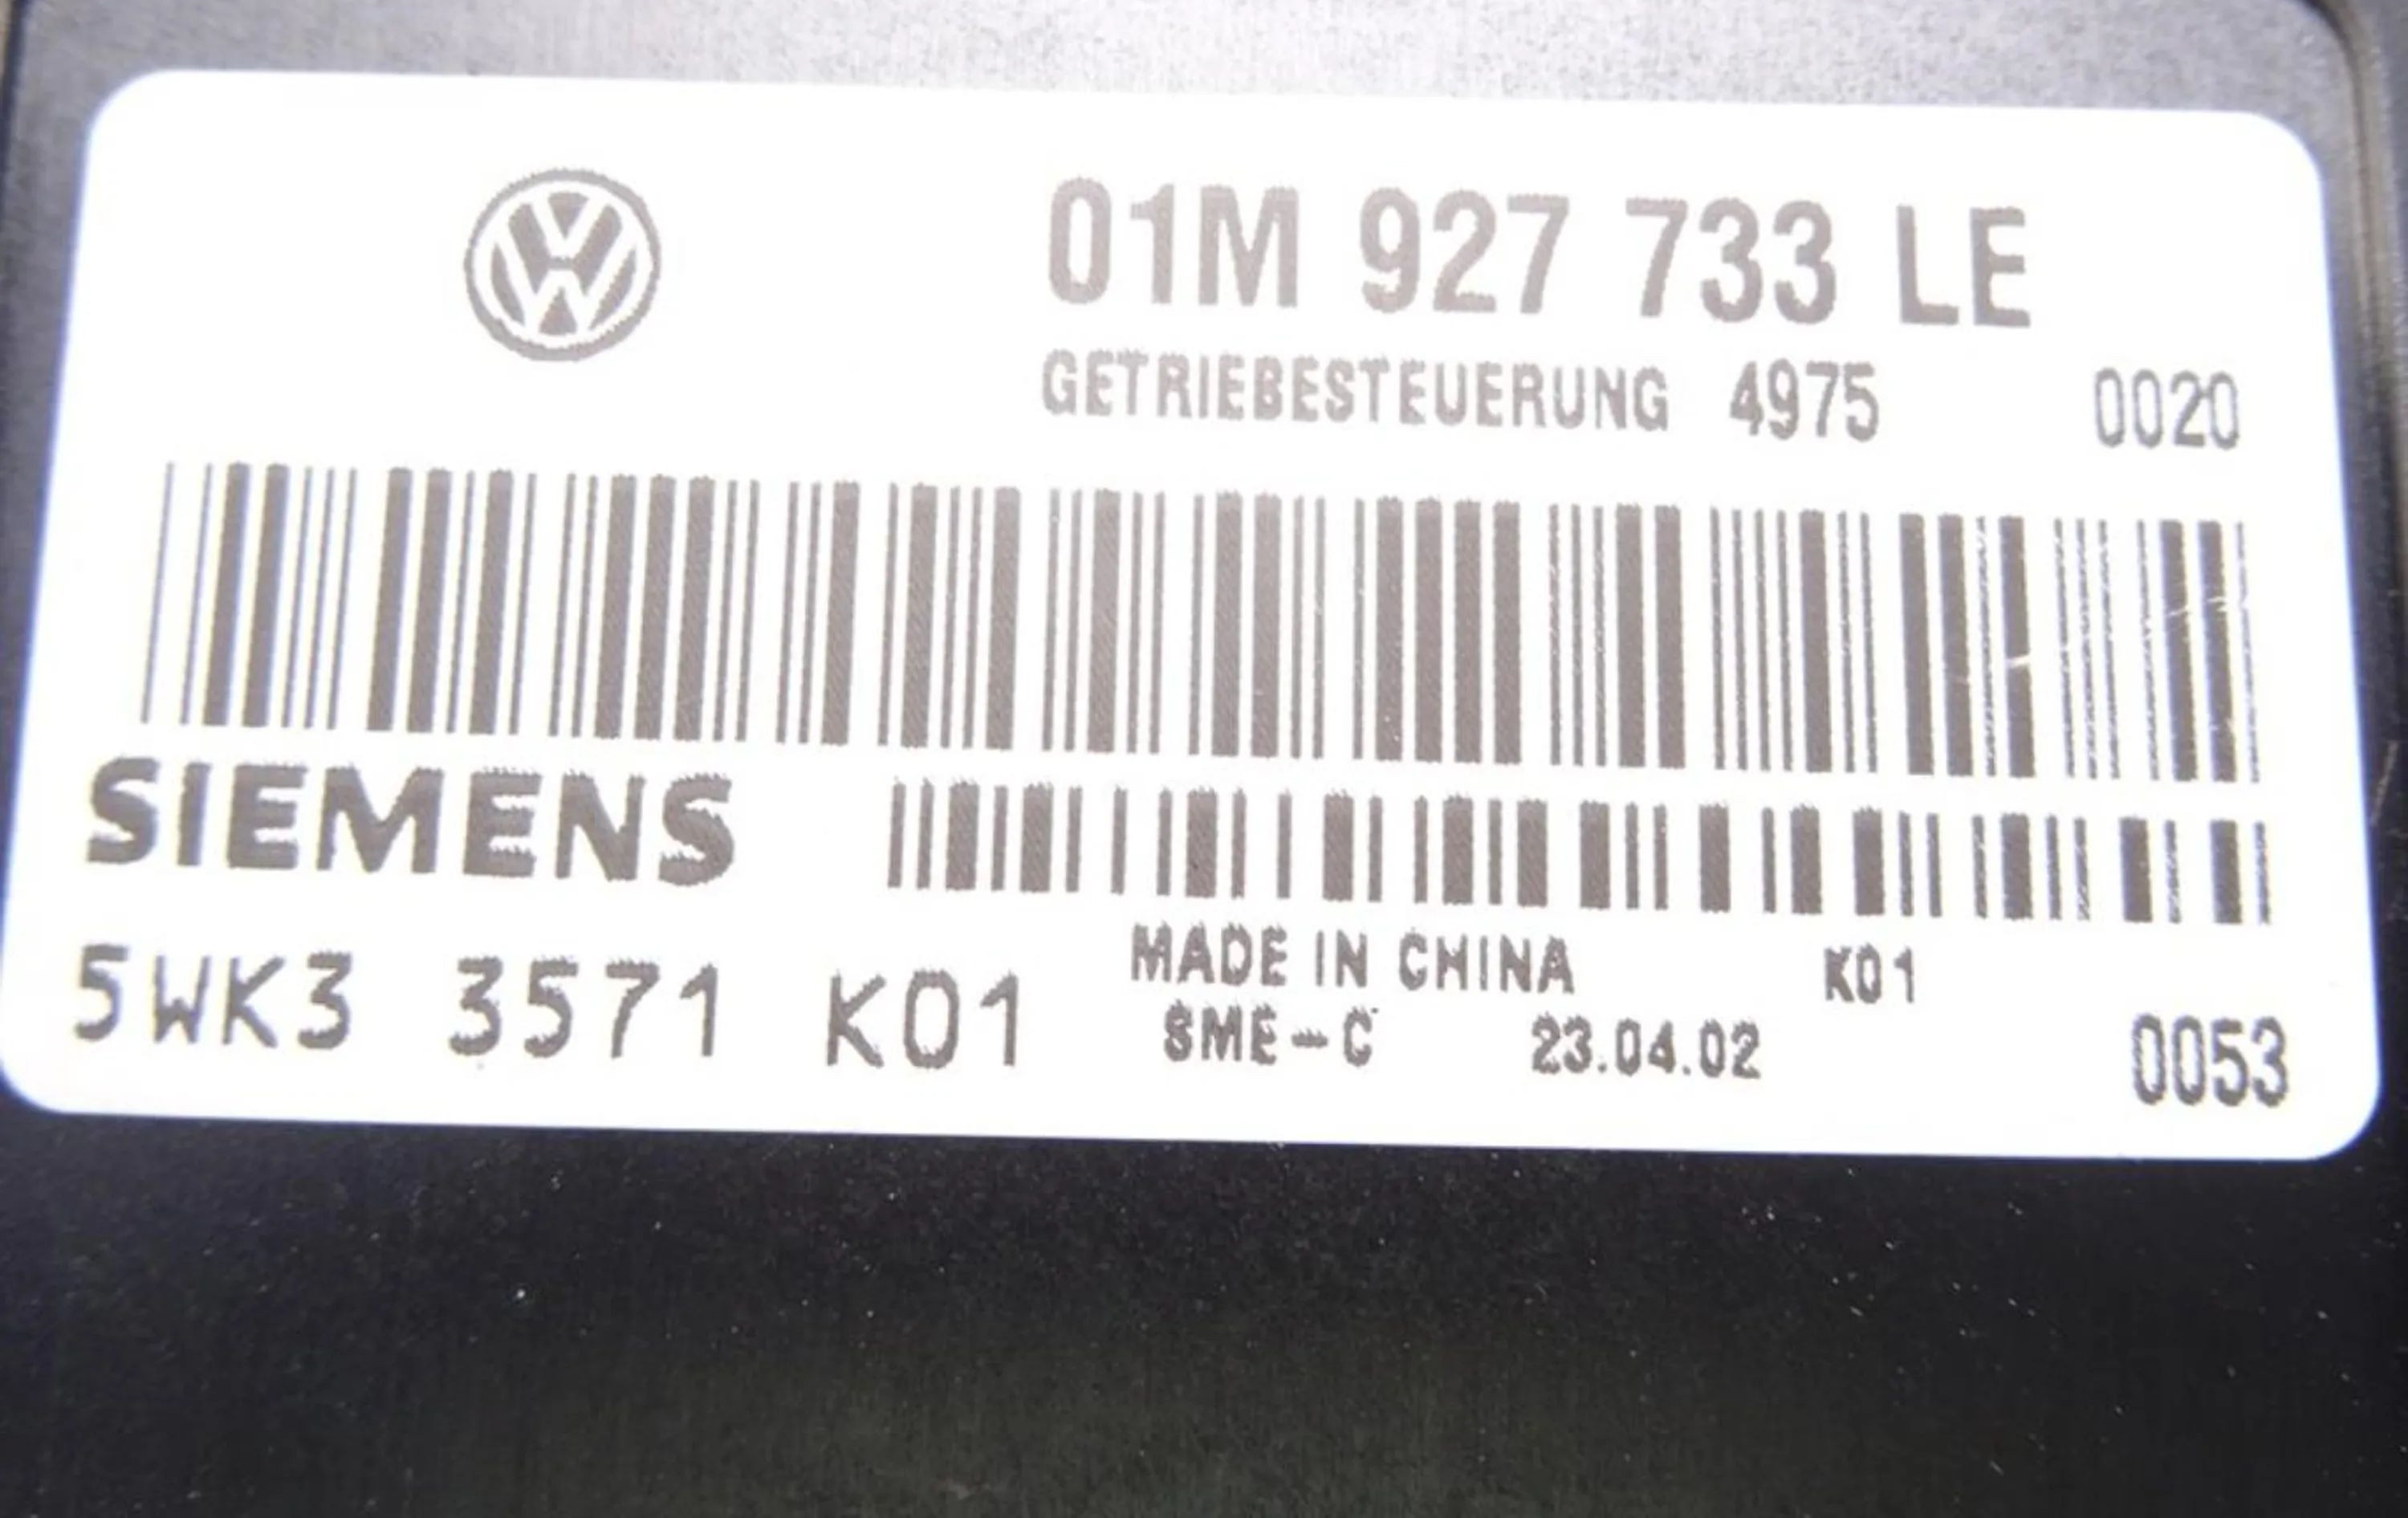 01M 927 733 LE
GETRIEBESTEUERUNG 4975 0020
SIEMENS
5WK3 3571 K01
MADE IN CHINA K01
SME-C 23.04.02
0053